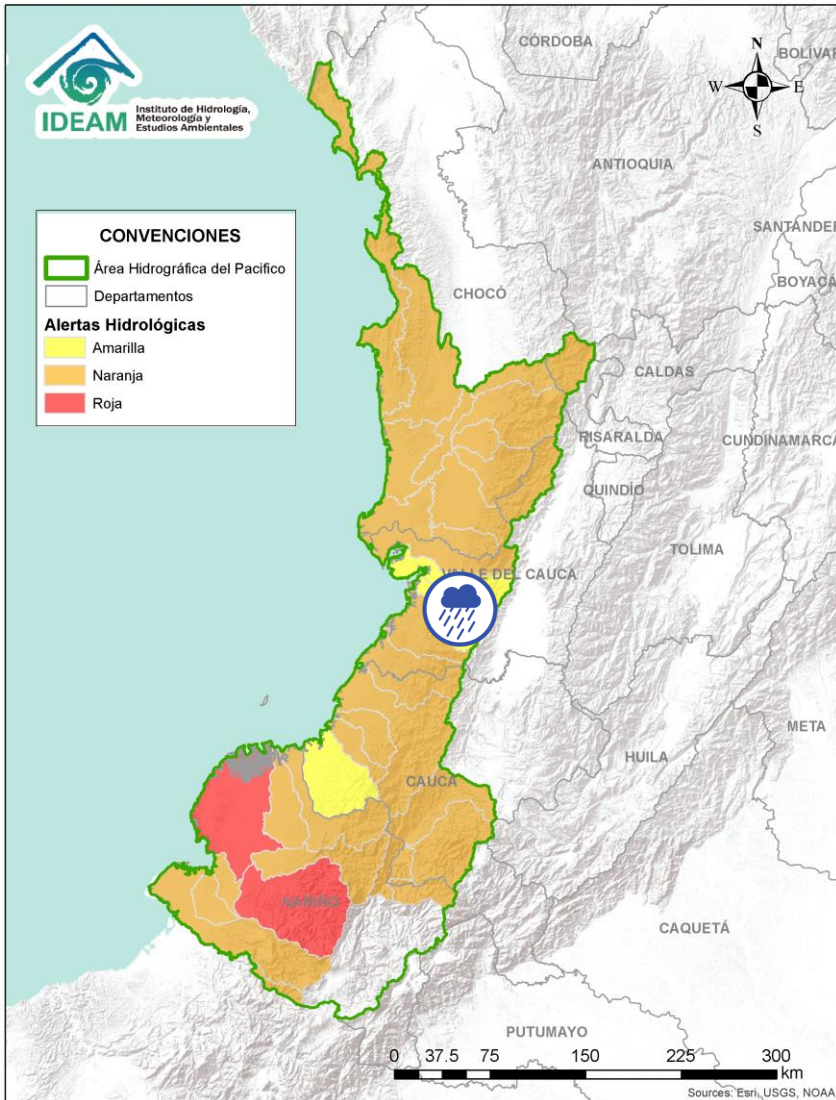 IDEAM
Instituto de Hidrología,
Meteorología y
Estudios Ambientales
CÓRDOBA
BOLÍVAR
N
W
E
S
ANTIOQUIA
SANTANDER
CONVENCIONES
Área Hidrográfica del Pacifico
Departamentos
Alertas Hidrológicas
Amarilla
Naranja
Roja
BOYACÁ
CHOCÓ
CALDAS
RISARALDA
CUNDINAMARCA
QUINDÍO
TOLIMA
VALLE DEL CAUCA
META
HUILA
CAUCA
NARIÑO
CAQUETÁ
PUTUMAYO
0 37.5 75 150 225 300
km
Sources: Esri, USGS, NOAA